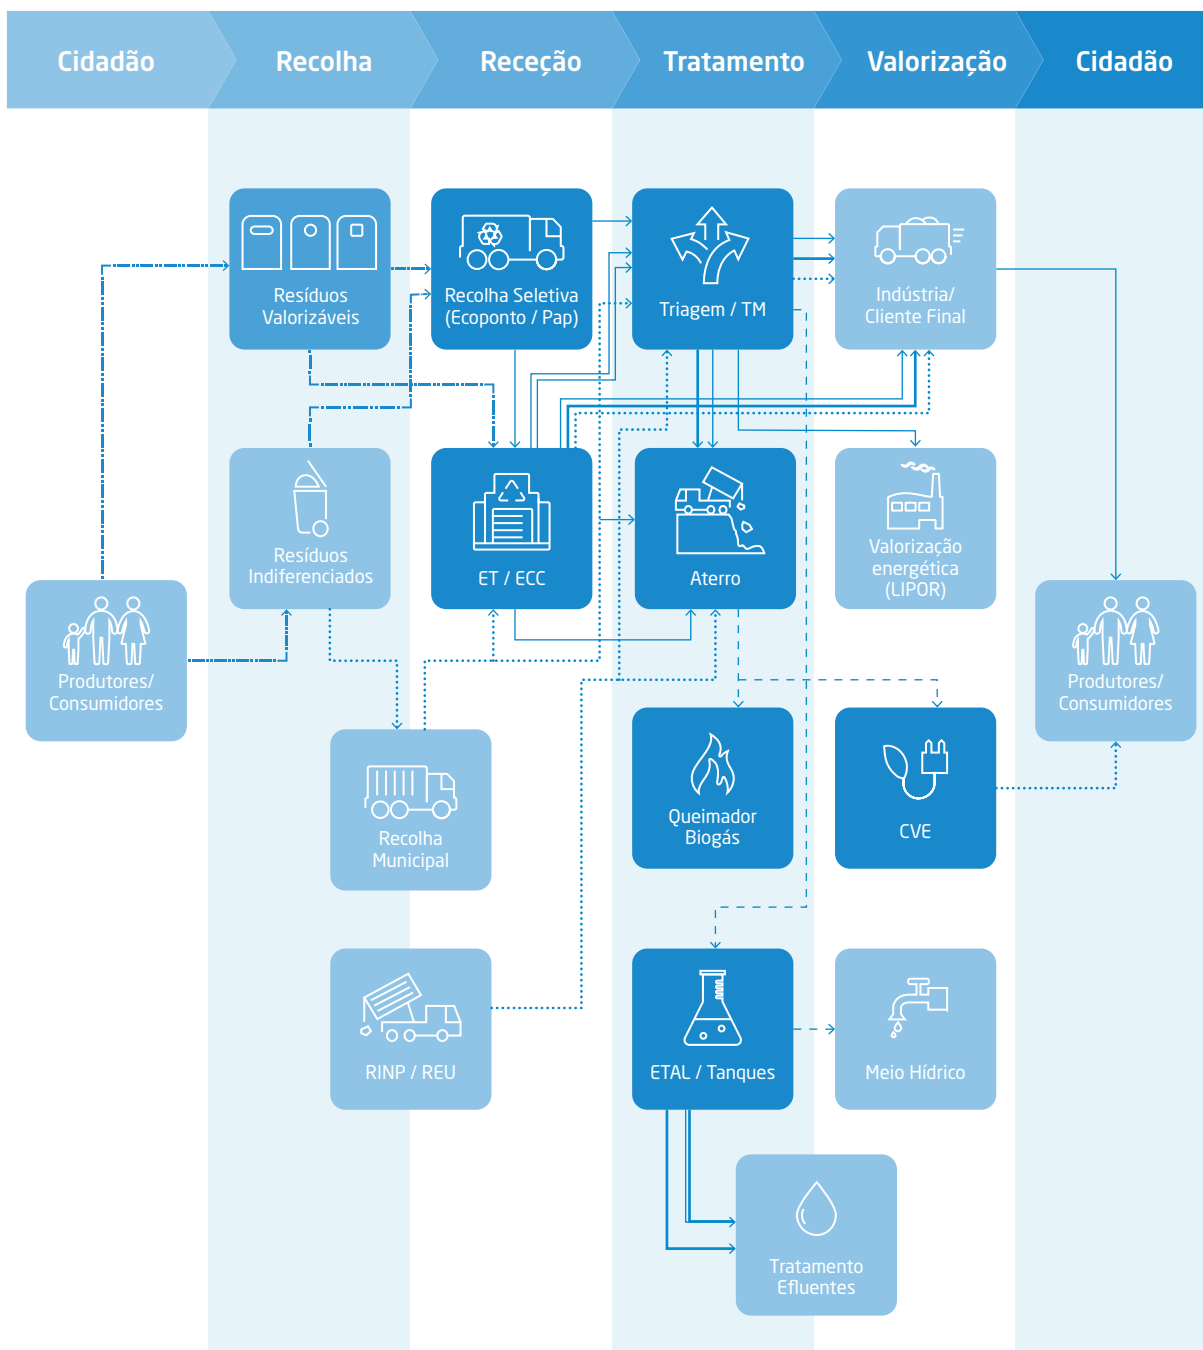 Cidadão
Recolha
Receção
Tratamento
Valorização
Cidadão
Resíduos
Valorizáveis
Recolha Seletiva
(Ecoponto / Pap)
Triagem / TM
Indústria/
Cliente Final
Resíduos
Indiferenciados
ET / ECC
Aterro
Valorização
energética
(LIPOR)
Produtores/
Consumidores
Produtores/
Consumidores
Recolha
Municipal
Queimador
Biogás
CVE
RINP / REU
ETAL / Tanques
Meio Hídrico
Tratamento
Efluentes